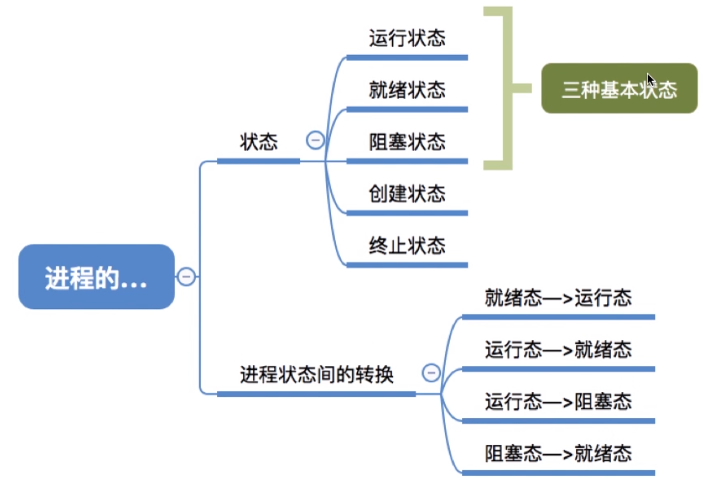 进程的...
状态
运行状态
就绪状态
阻塞状态
创建状态
终止状态
三种基本状态
进程状态间的转换
就绪态—>运行态
运行态—>就绪态
运行态—>阻塞态
阻塞态—>就绪态